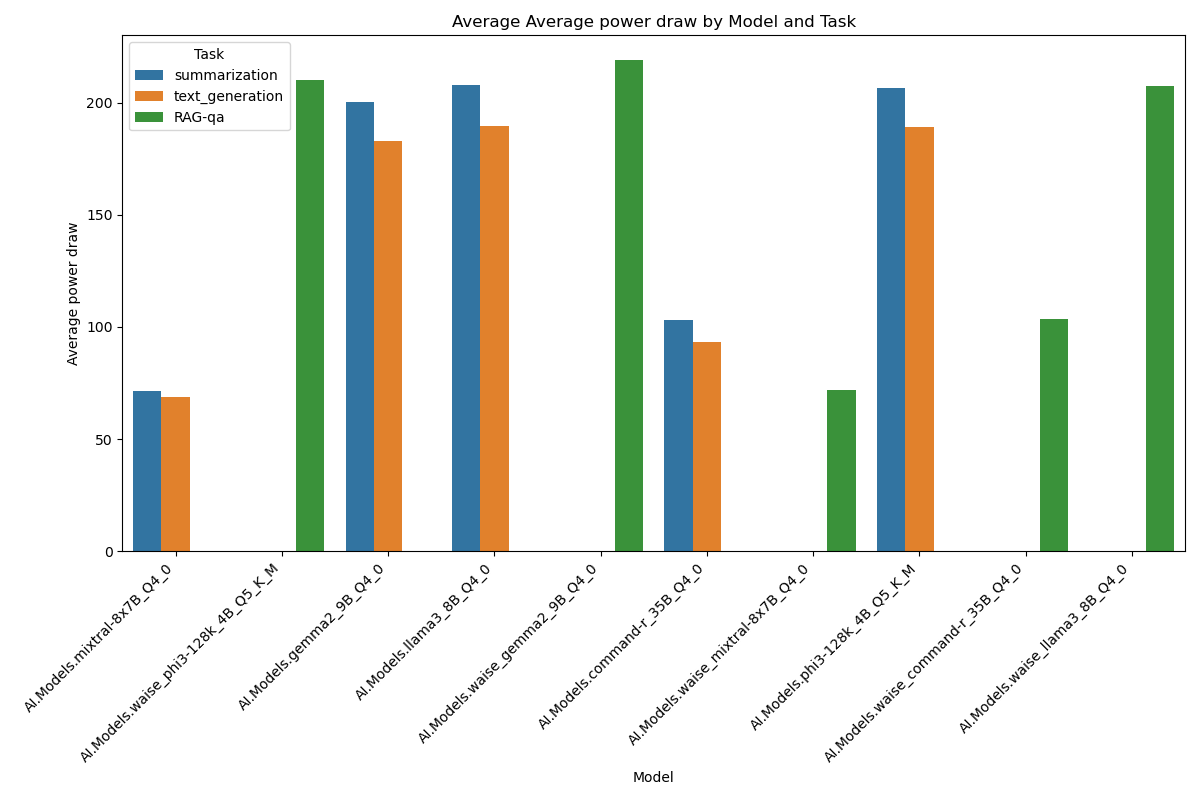 Average Average power draw by Model and Task
Task
summarization
text_generation
RAG-qa
Average power draw
200
150
100
50
0
AI.Models.mixtral-8x7B_Q4_0
AI.Models.waise_phi3-128k_4B_Q5_K_M
AI.Models.gemma2_9B_Q4_0
AI.Models.llama3_8B_Q4_0
AI.Models.waise_gemma2_9B_Q4_0
AI.Models.command-r_35B_Q4_0
AI.Models.waise_mixtral-8x7B_Q4_0
AI.Models.phi3-128k_4B_Q5_K_M
AI.Models.waise_command-r_35B_Q4_0
AI.Models.waise_llama3_8B_Q4_0
Model